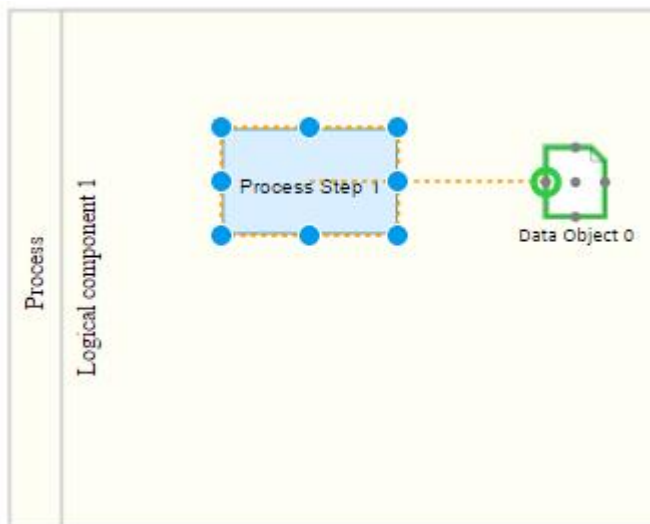 Process
Logical component 1
Process Step 1
Data Object 0